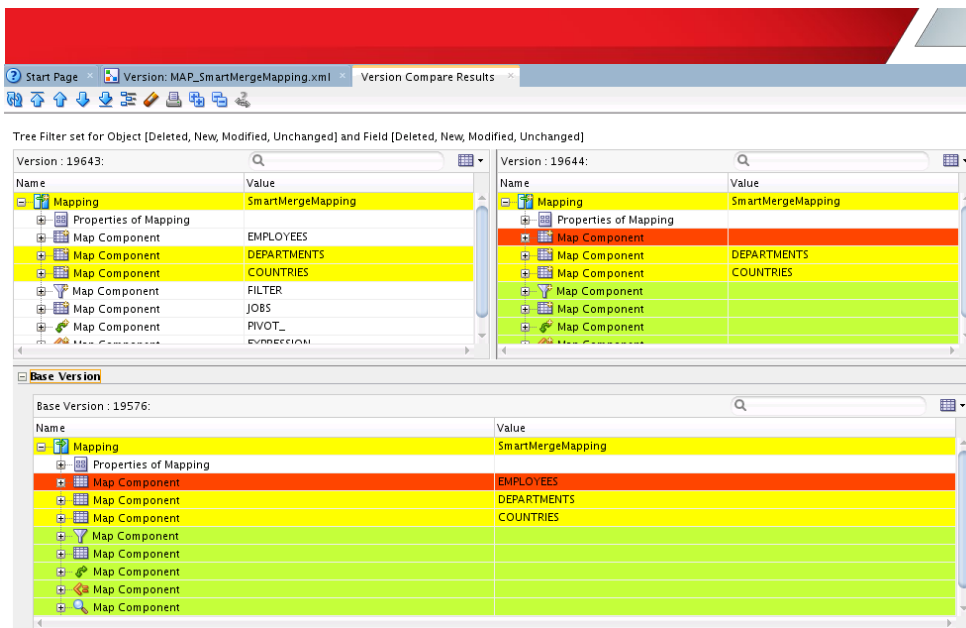 Start Page Version: MAP_SmartMergeMapping.xml Version Compare Results
Tree Filter set for Object [Deleted, New, Modified, Unchanged] and Field [Deleted, New, Modified, Unchanged]
Version : 19643:
Name Value
Mapping SmartMergeMapping
Properties of Mapping
Map Component EMPLOYEES
Map Component DEPARTMENTS
Map Component COUNTRIES
Map Component FILTER
Map Component JOBS
Map Component PIVOT_
Map Component EXPRESSION
Version : 19644:
Name Value
Mapping SmartMergeMapping
Properties of Mapping
Map Component
Map Component DEPARTMENTS
Map Component COUNTRIES
Map Component
Map Component
Map Component
Map Component
Base Version
Base Version : 19576:
Name Value
Mapping SmartMergeMapping
Properties of Mapping
Map Component EMPLOYEES
Map Component DEPARTMENTS
Map Component COUNTRIES
Map Component
Map Component
Map Component
Map Component
Map Component